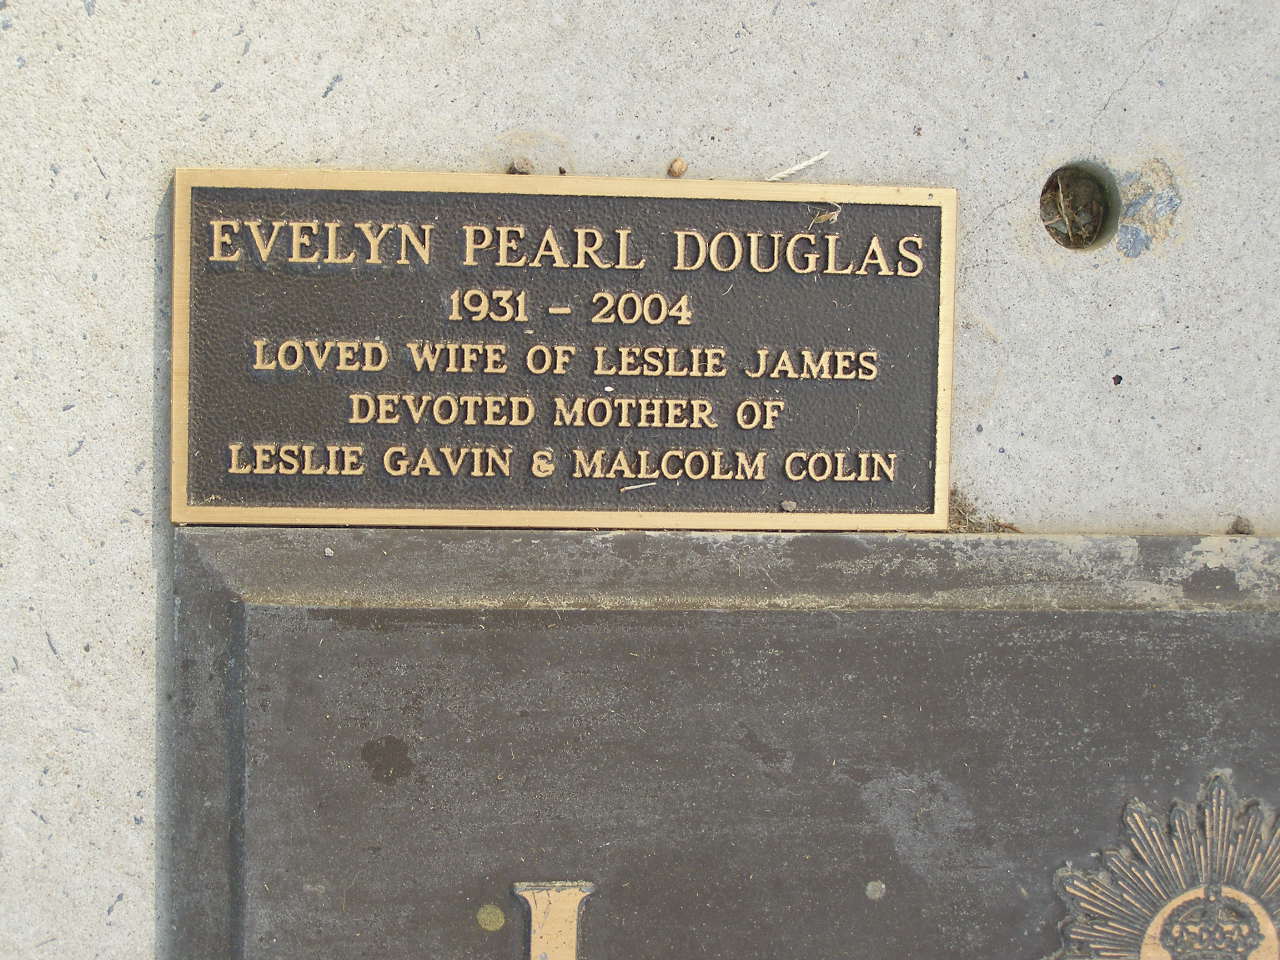 EVELYN PEARL DOUGLAS
1931 – 2004
LOVED WIFE OF LESLIE JAMES
DEVOTED MOTHER OF
LESLIE GAVIN & MALCOLM COLIN